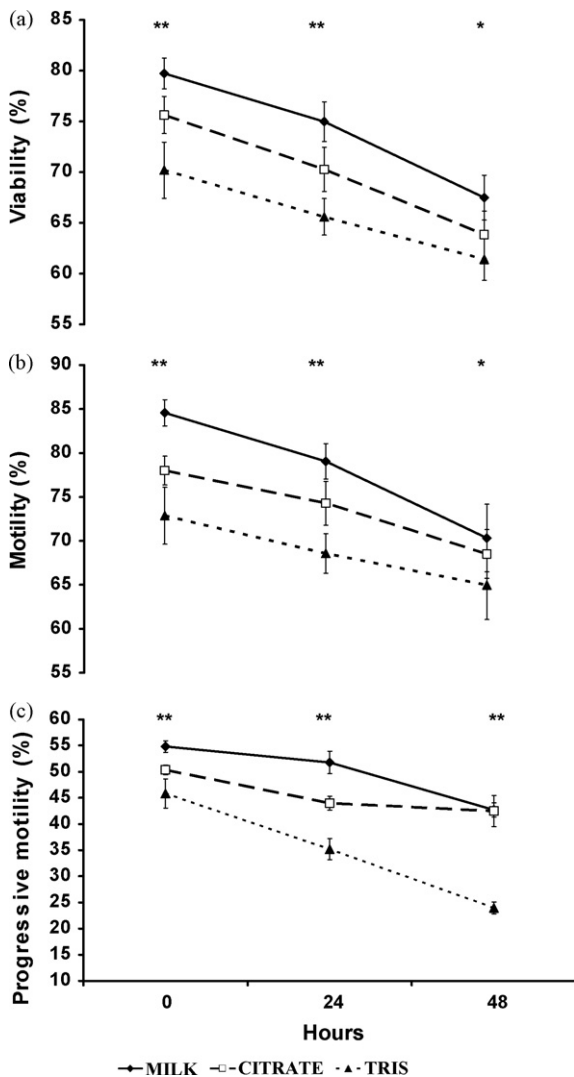 (a)
** ** *
85
80
75
70
65
60
55
Viability (%)
(b)
** ** *
90
85
80
75
70
65
60
55
Motility (%)
(c)
** ** **
60
55
50
45
40
35
30
25
20
15
10
Progressive motility (%)
0 24 48
Hours
MILK CITRATE TRIS